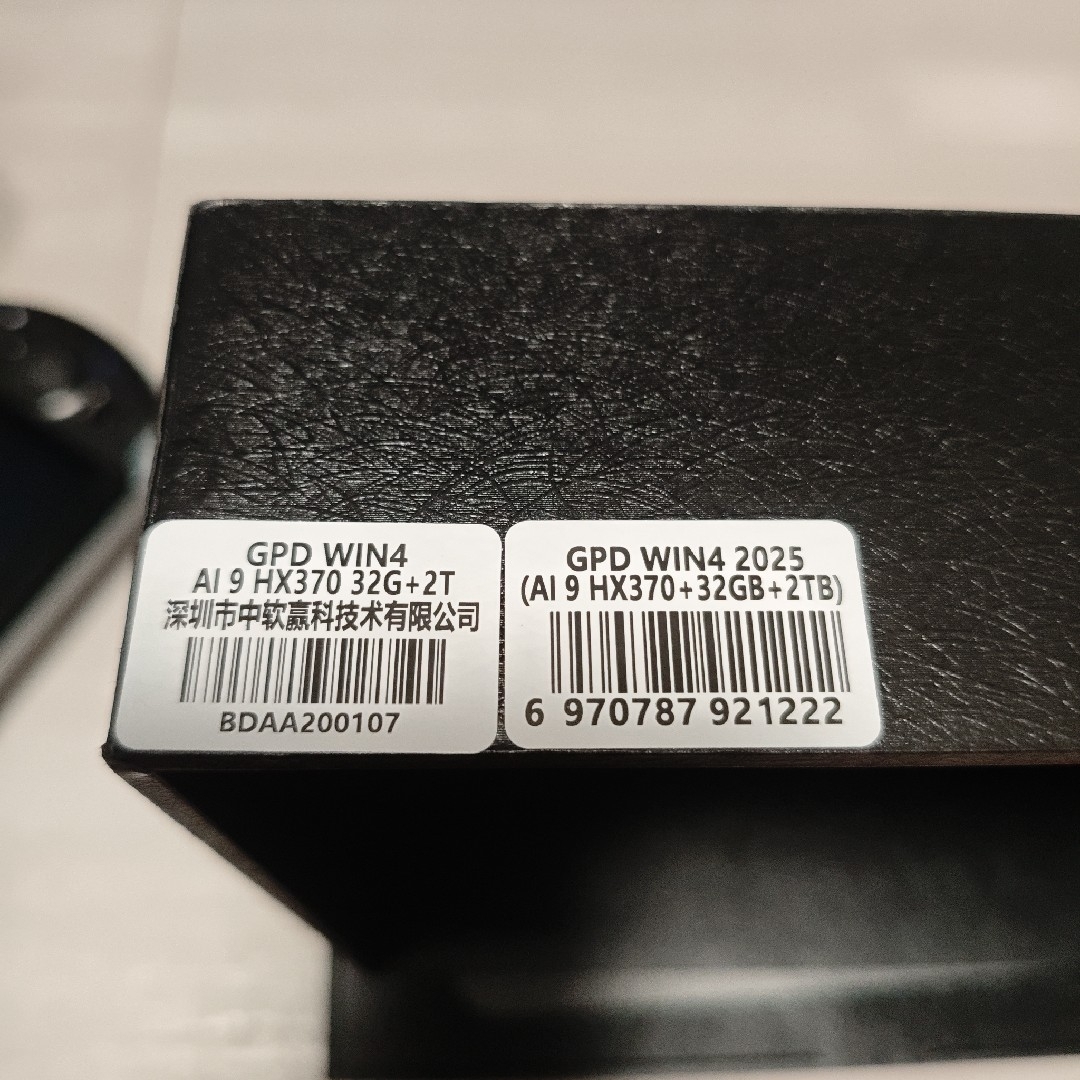 GPD WIN4
AI 9 HX370 32G+2T
深圳市中软赢科技术有限公司
BDAA200107
GPD WIN4 2025
(AI 9 HX370+32GB+2TB)
6 970787 921222